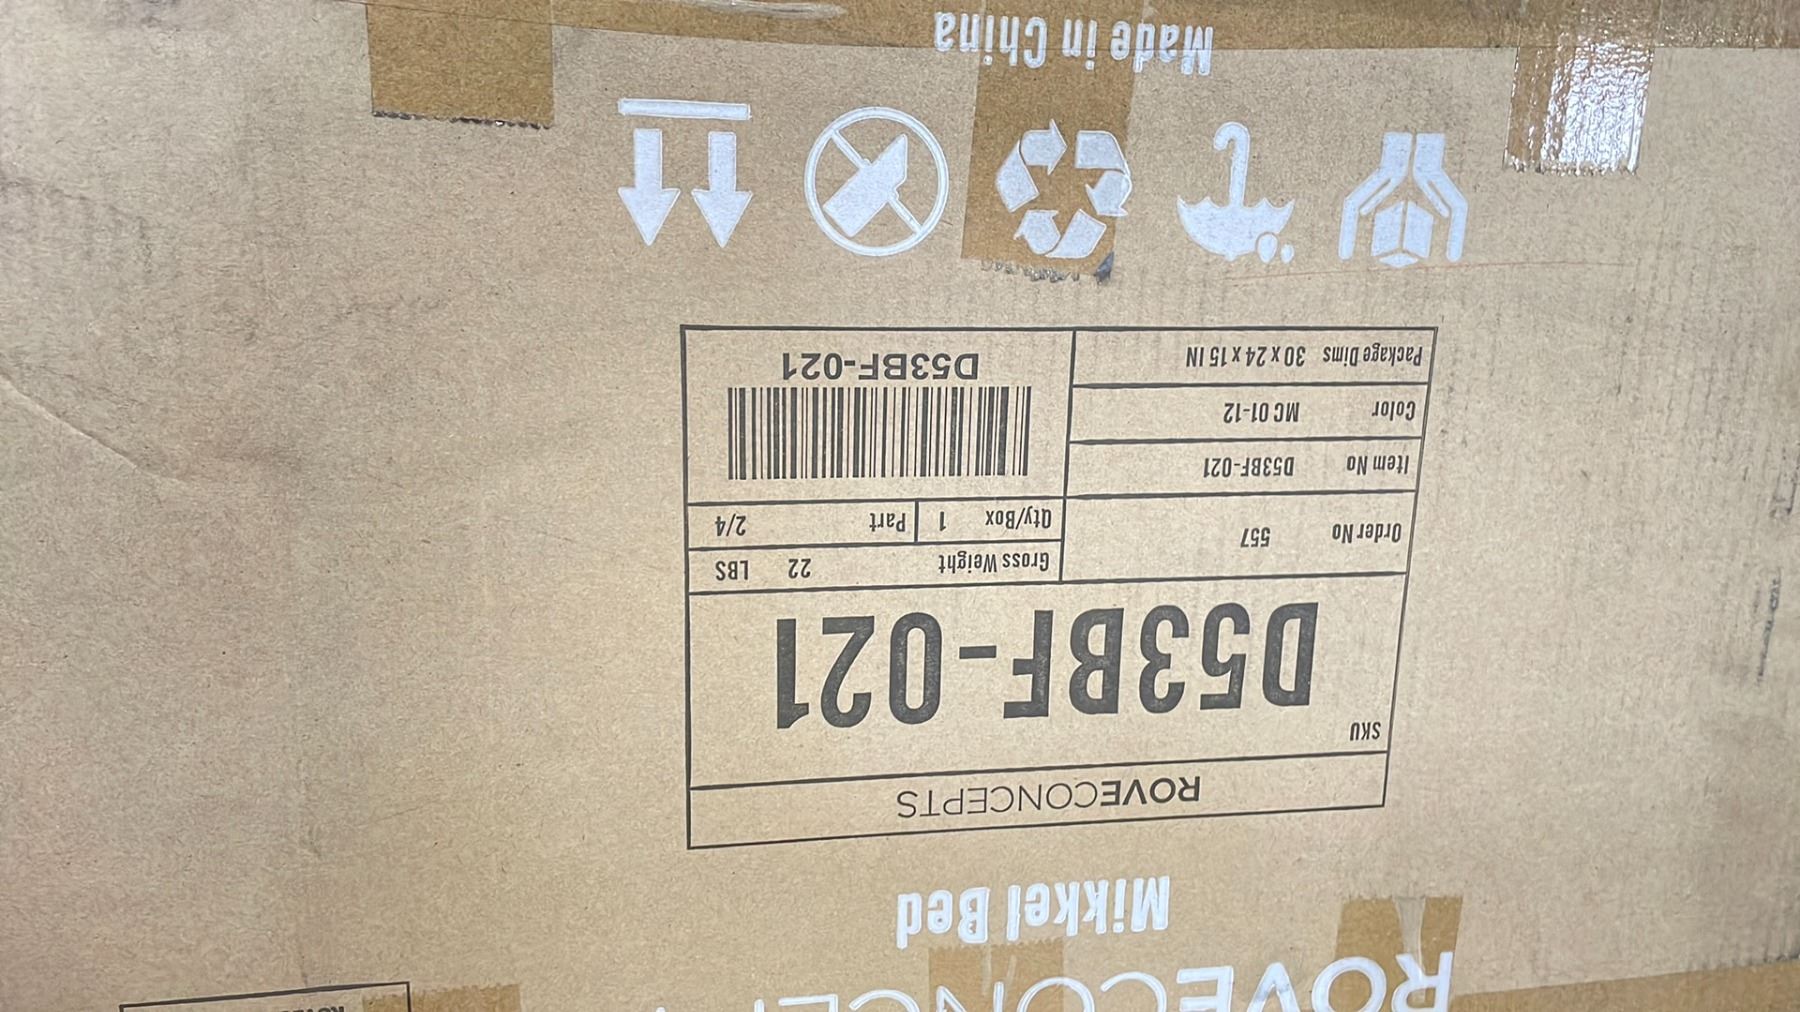 ROVECONCEPTS
Mikkel Bed
ROVECONCEPTS
SKU
D53BF-021
Order No 557
Gross Weight 22 LBS
Qty/Box 1 Part 2/4
Item No D53BF-021
Color MC 01-12
Package Dims 30 x 24 x 15 IN
D53BF-021
Made in China